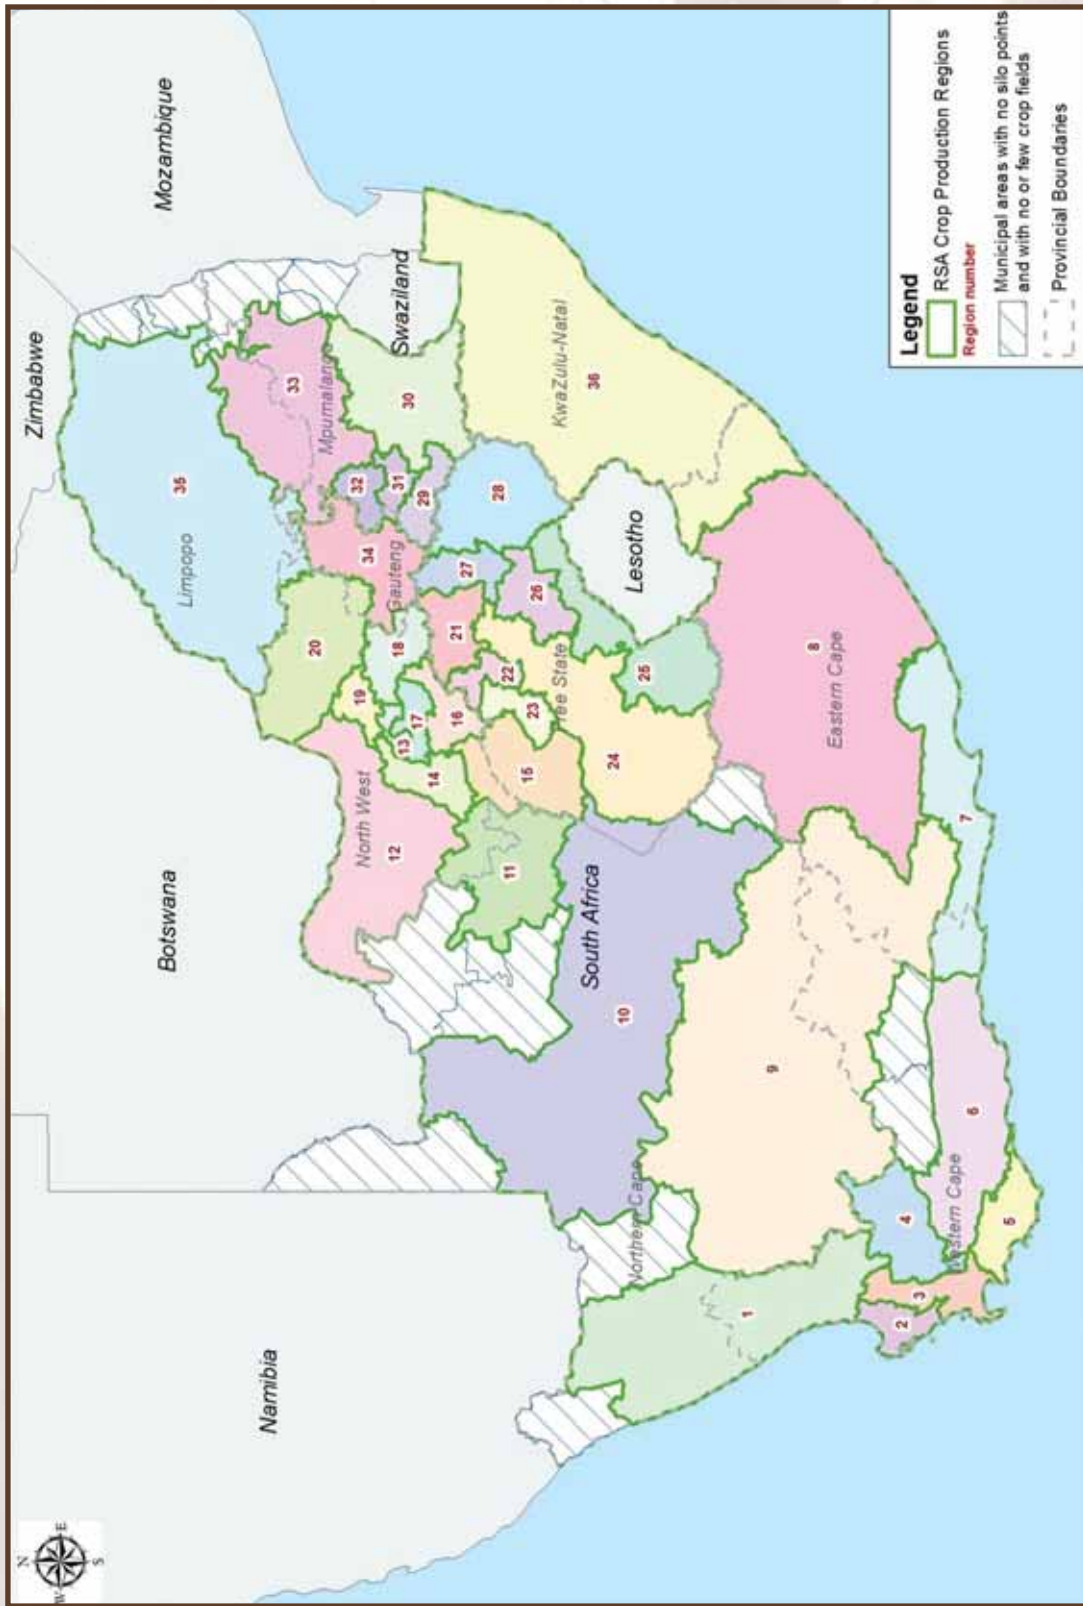 N
W
E
S
Zimbabwe
Mozambique
Botswana
Namibia
Swaziland
South Africa
Lesotho
Limpopo
Mpumalanga
Gauteng
North West
ree State
KwaZulu-Natal
Northern Cape
Eastern Cape
Western Cape
1
2
3
4
5
6
7
8
9
10
11
12
13
14
15
16
17
18
19
20
21
22
23
24
25
26
27
28
29
30
31
32
33
34
35
36
Legend
RSA Crop Production Regions
Region number
Municipal areas with no silo points
and with no or few crop fields
Provincial Boundaries